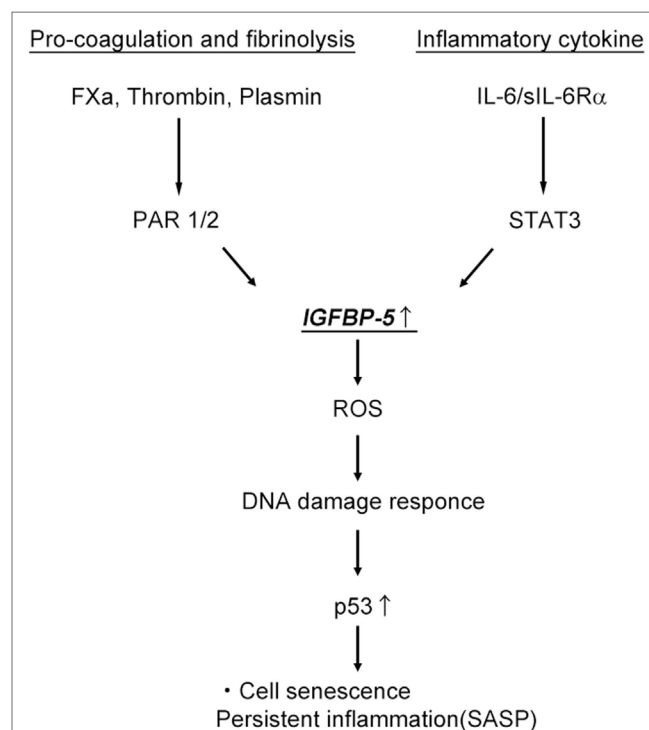 Pro-coagulation and fibrinolysis
Inflammatory cytokine
FXa, Thrombin, Plasmin
IL-6/sIL-6Rα
PAR 1/2
STAT3
IGFBP-5↑
ROS
DNA damage responce
p53↑
・Cell senescence
Persistent inflammation(SASP)